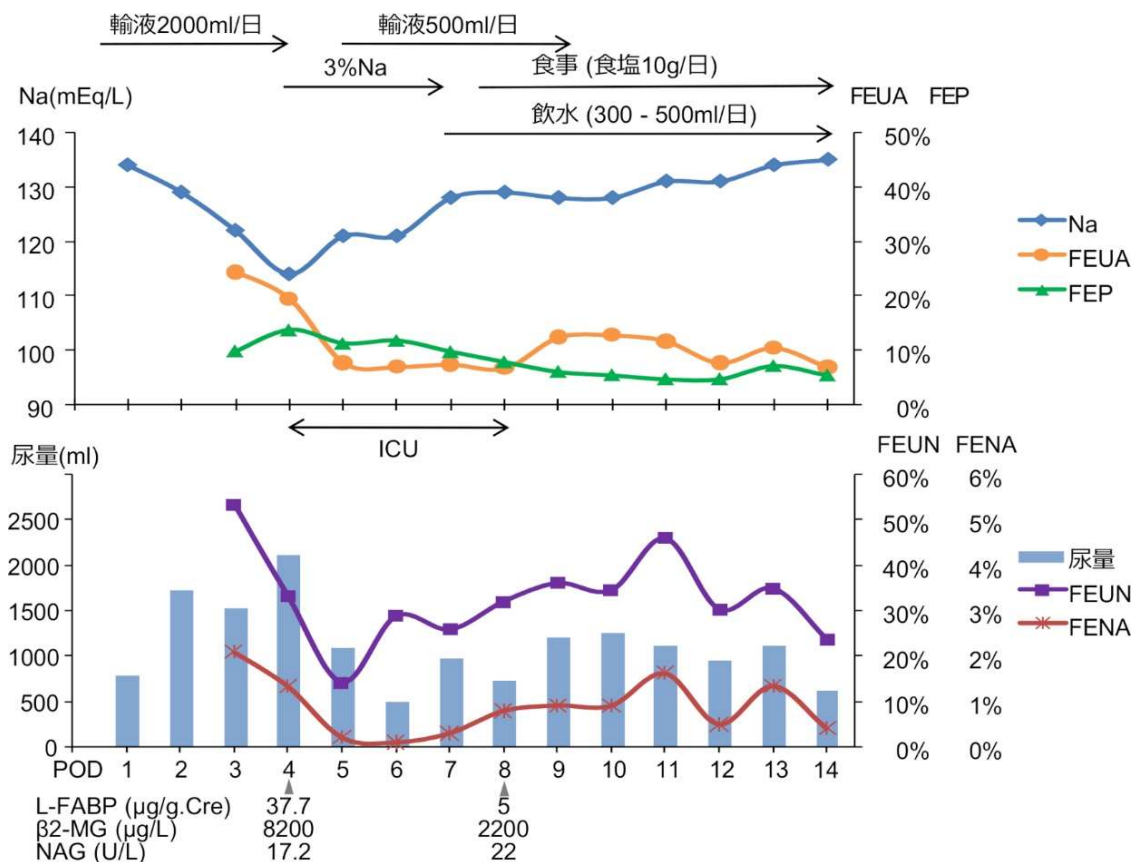 輸液2000ml/日 輸液500ml/日
3%Na 食事 (食塩10g/日)
Na(mEq/L) FEUA FEP
飲水 (300 - 500ml/日)
140 50%
130 40%
120 30%
110 20%
100 10%
90 0%
Na
FEUA
FEP
ICU
尿量(ml) FEUN FENA
60% 6%
2500 50% 5%
2000 40% 4%
1500 30% 3%
1000 20% 2%
500 10% 1%
0 0% 0%
尿量
FEUN
FENA
POD 1 2 3 4 5 6 7 8 9 10 11 12 13 14
L-FABP (μg/g.Cre) 37.7 5
β2-MG (μg/L) 8200 2200
NAG (U/L) 17.2 22